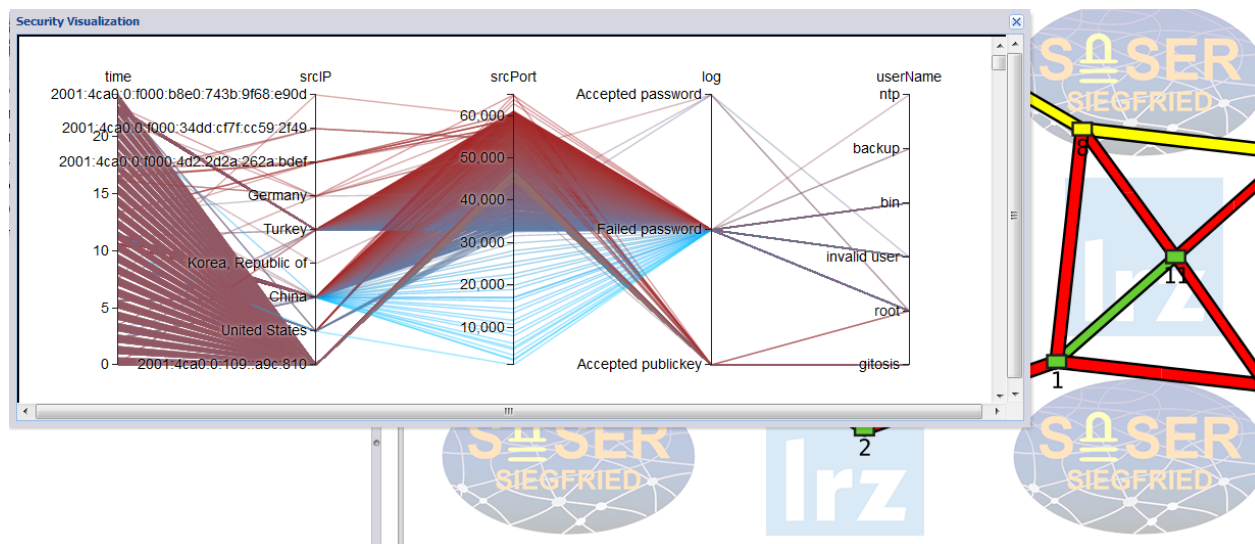 Security Visualization
time srcIP srcPort log userName
2001:4ca0:0:f000:b8e0:743b:9f68:e90d Accepted password ntp
60,000
20 2001:4ca0:0:f000:34dd:cf7f:cc59:2f49
50,000 backup
2001:4ca0:0:f000:4d2:2d2a:262a:bdef
15 Germany 40,000 bin
Turkey Failed password
30,000
10 Korea, Republic of invalid user
20,000
China
5 root
United States 10,000
0 2001:4ca0:0:109::a9c:810 Accepted publickey gitosis
SASER
SIEGFRIED
8
lrz
11
1
SASER
SIEGFRIED
2
lrz
SASER
SIEGFRIED